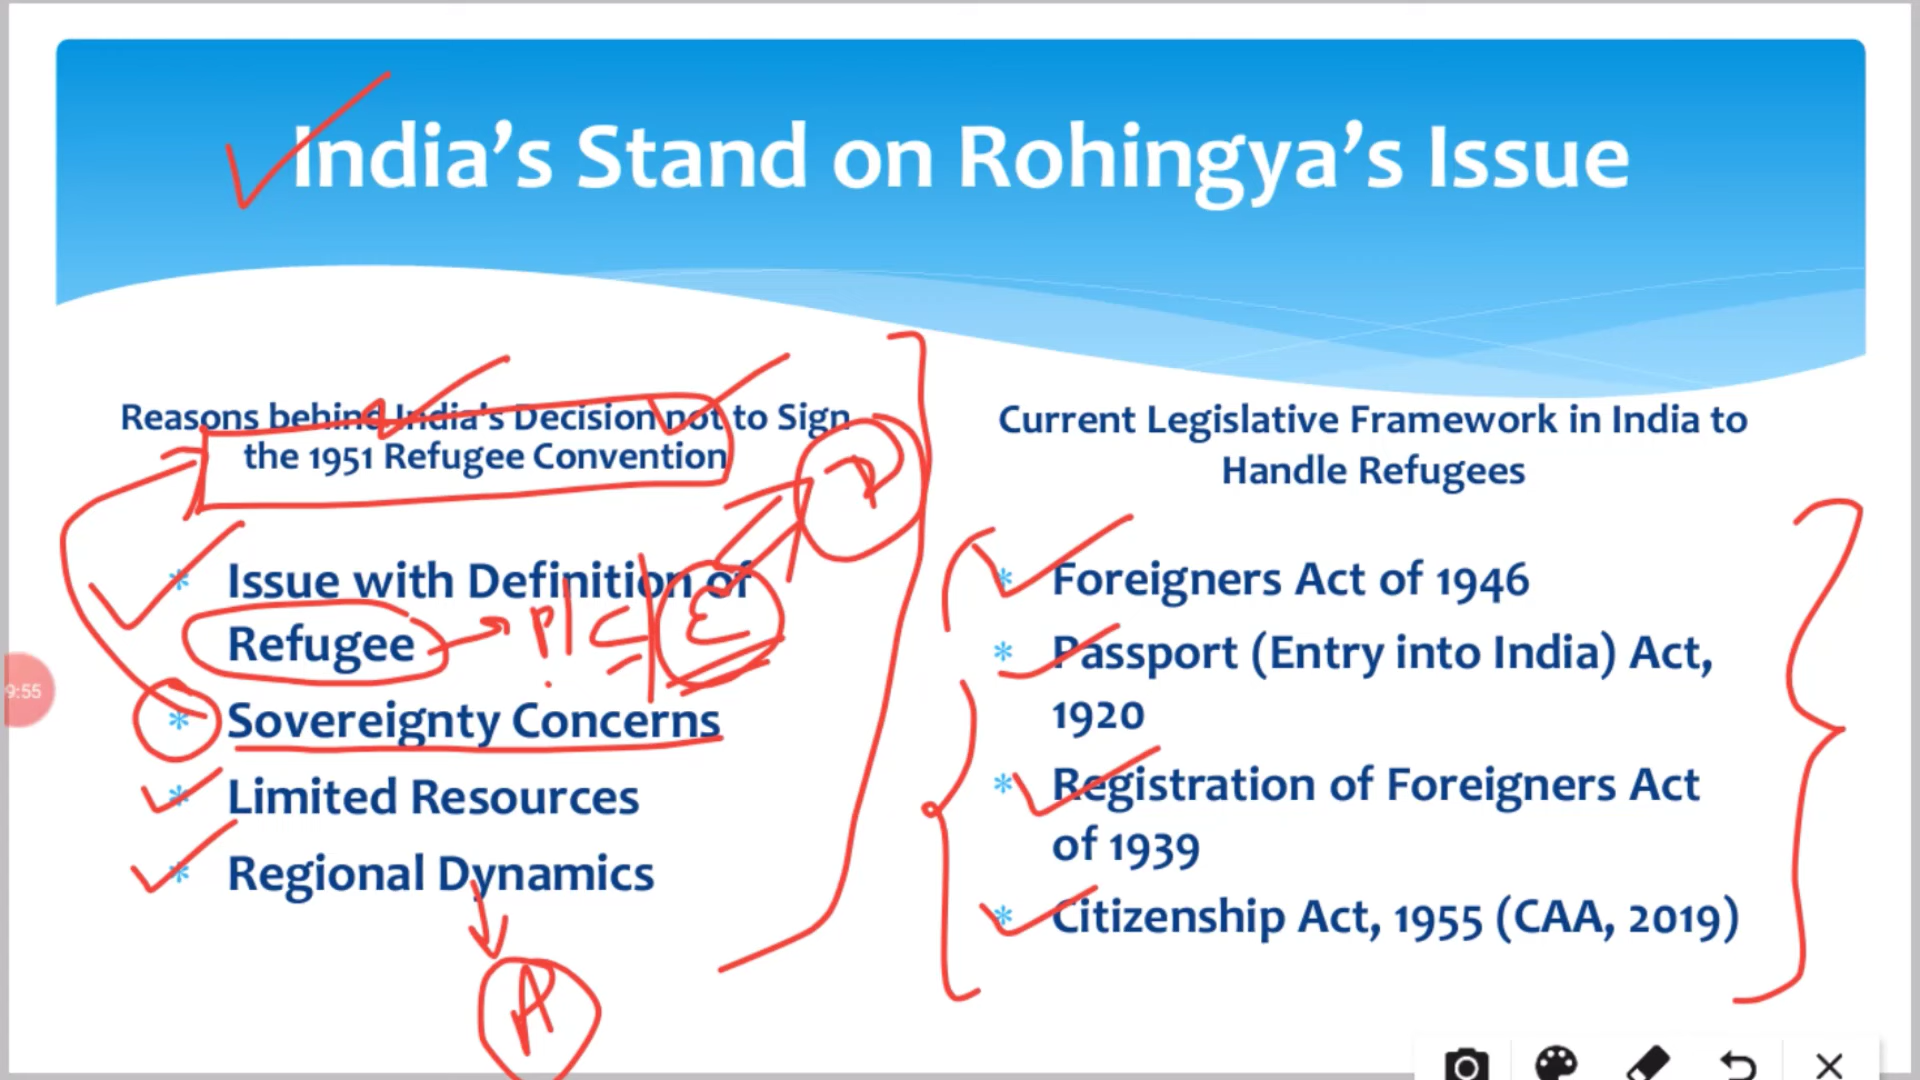 India’s Stand on Rohingya’s Issue
Reasons behind India's Decision not to Sign
the 1951 Refugee Convention
* Issue with Definition of
Refugee
P/C/E
R
* Sovereignty Concerns
* Limited Resources
* Regional Dynamics
A
Current Legislative Framework in India to
Handle Refugees
* Foreigners Act of 1946
* Passport (Entry into India) Act,
1920
* Registration of Foreigners Act
of 1939
* Citizenship Act, 1955 (CAA, 2019)
9:55